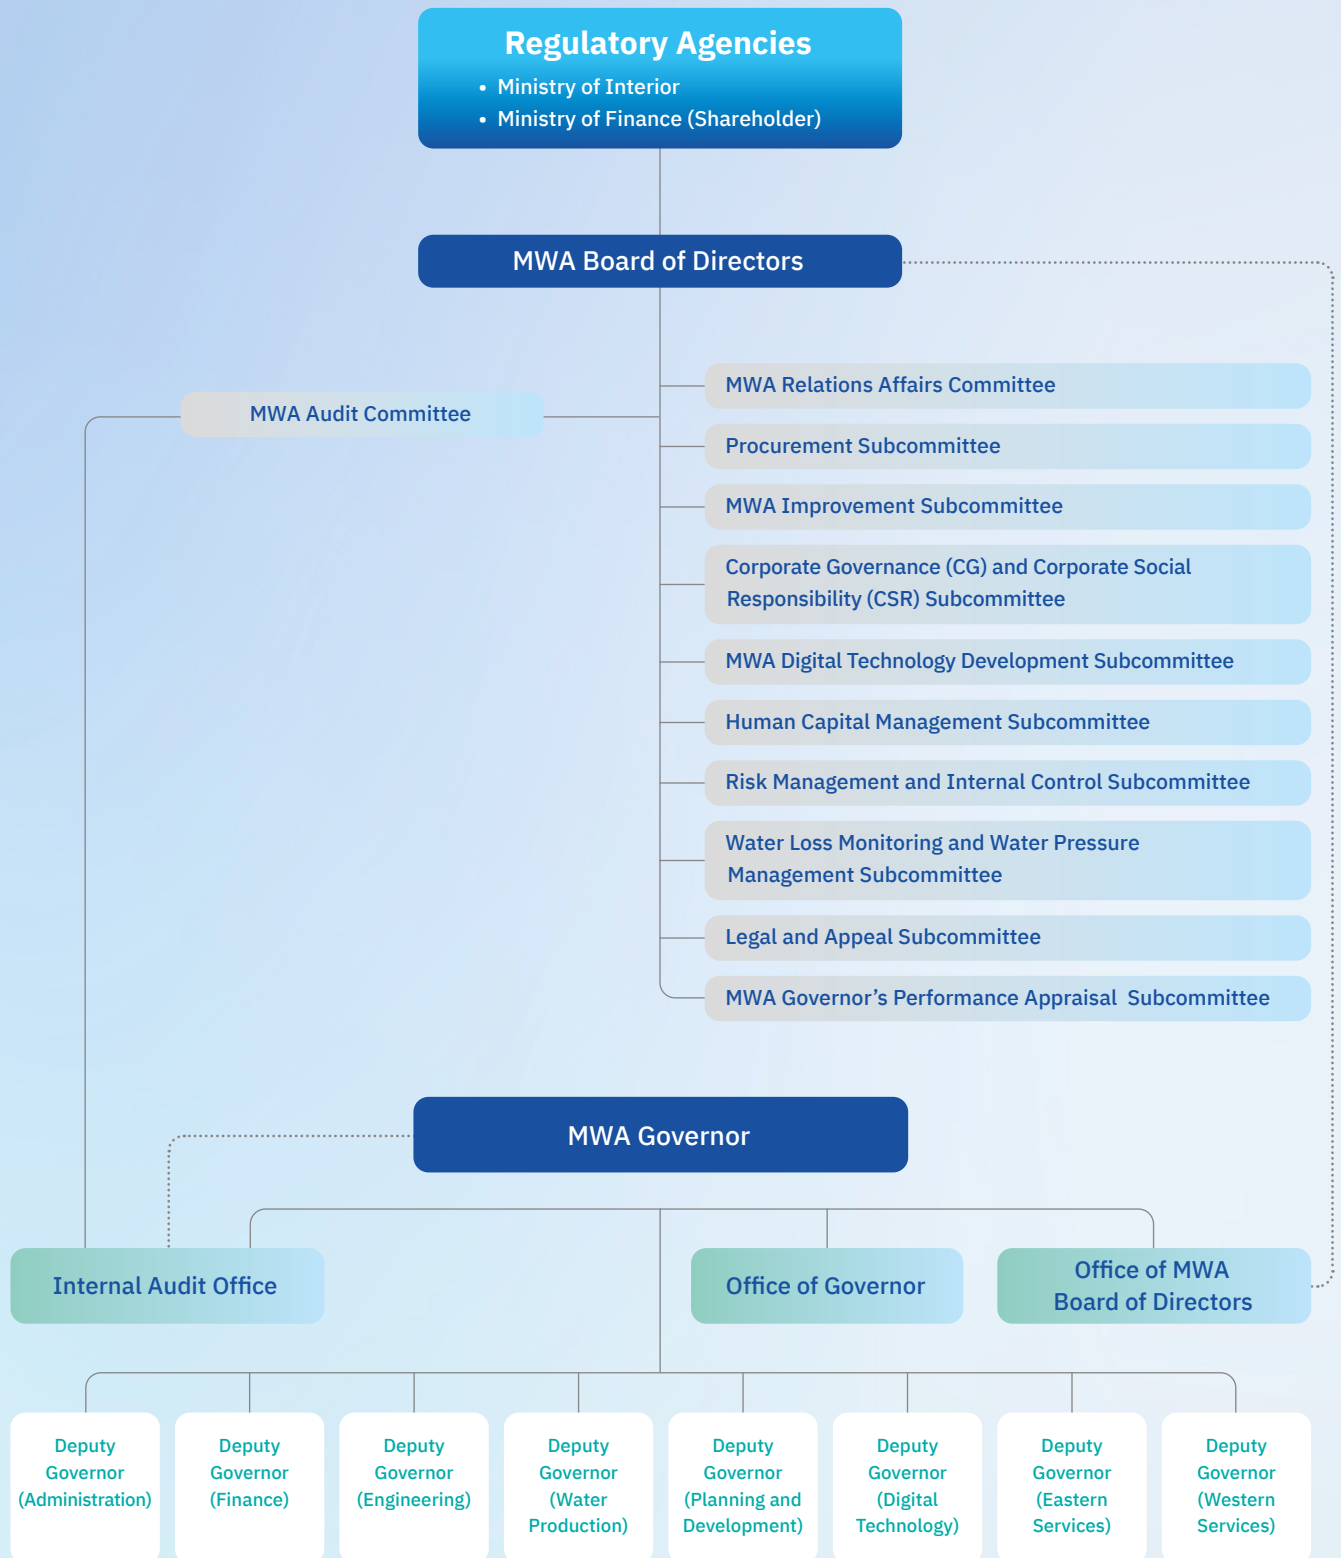 Regulatory Agencies
• Ministry of Interior
• Ministry of Finance (Shareholder)
MWA Board of Directors
MWA Audit Committee
MWA Relations Affairs Committee
Procurement Subcommittee
MWA Improvement Subcommittee
Corporate Governance (CG) and Corporate Social
Responsibility (CSR) Subcommittee
MWA Digital Technology Development Subcommittee
Human Capital Management Subcommittee
Risk Management and Internal Control Subcommittee
Water Loss Monitoring and Water Pressure
Management Subcommittee
Legal and Appeal Subcommittee
MWA Governor’s Performance Appraisal  Subcommittee
MWA Governor
Internal Audit Office
Office of Governor
Office of MWA
Board of Directors
Deputy
Governor
(Administration)
Deputy
Governor
(Finance)
Deputy
Governor
(Engineering)
Deputy
Governor
(Water
Production)
Deputy
Governor
(Planning and
Development)
Deputy
Governor
(Digital
Technology)
Deputy
Governor
(Eastern
Services)
Deputy
Governor
(Western
Services)